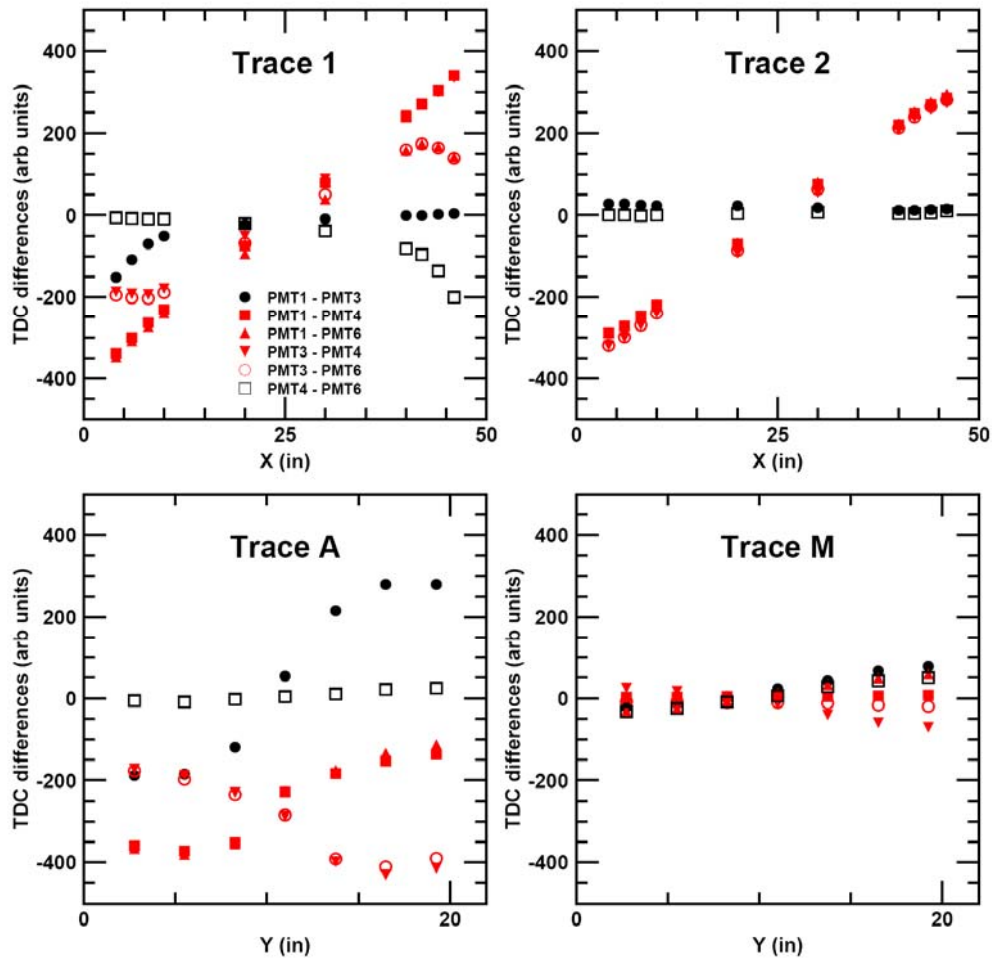 Trace 1
400
200
0
-200
-400
TDC differences (arb units)
PMT1 - PMT3
PMT1 - PMT4
PMT1 - PMT6
PMT3 - PMT4
PMT3 - PMT6
PMT4 - PMT6
0
25
50
X (in)
Trace 2
400
200
0
-200
-400
TDC differences (arb units)
0
25
50
X (in)
Trace A
400
200
0
-200
-400
TDC differences (arb units)
0
20
Y (in)
Trace M
400
200
0
-200
-400
TDC differences (arb units)
0
20
Y (in)